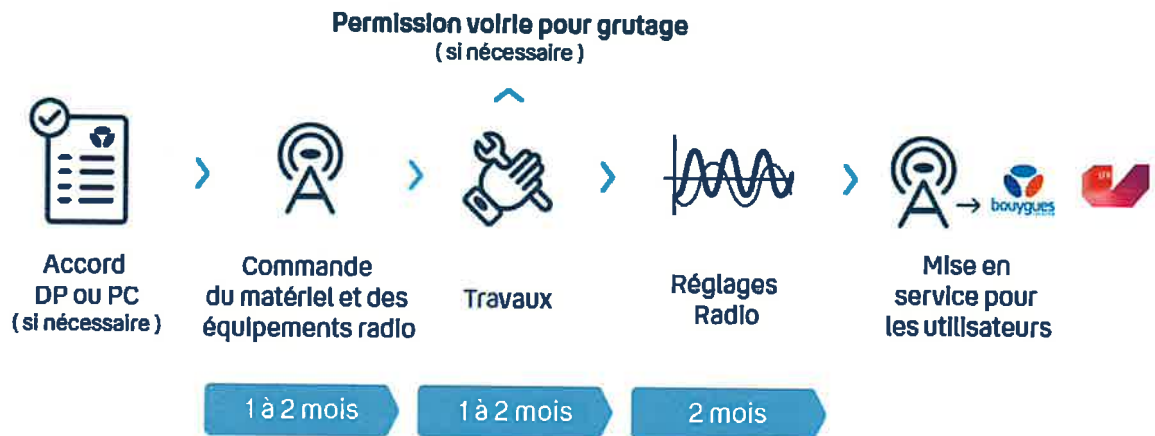 Permission voirie pour grutage
( si nécessaire )
Accord
DP ou PC
( si nécessaire )
Commande
du matériel et des
équipements radio
Travaux
Réglages
Radio
bouygues
SFR
Mise en
service pour
les utilisateurs
1 à 2 mois
1 à 2 mois
2 mois